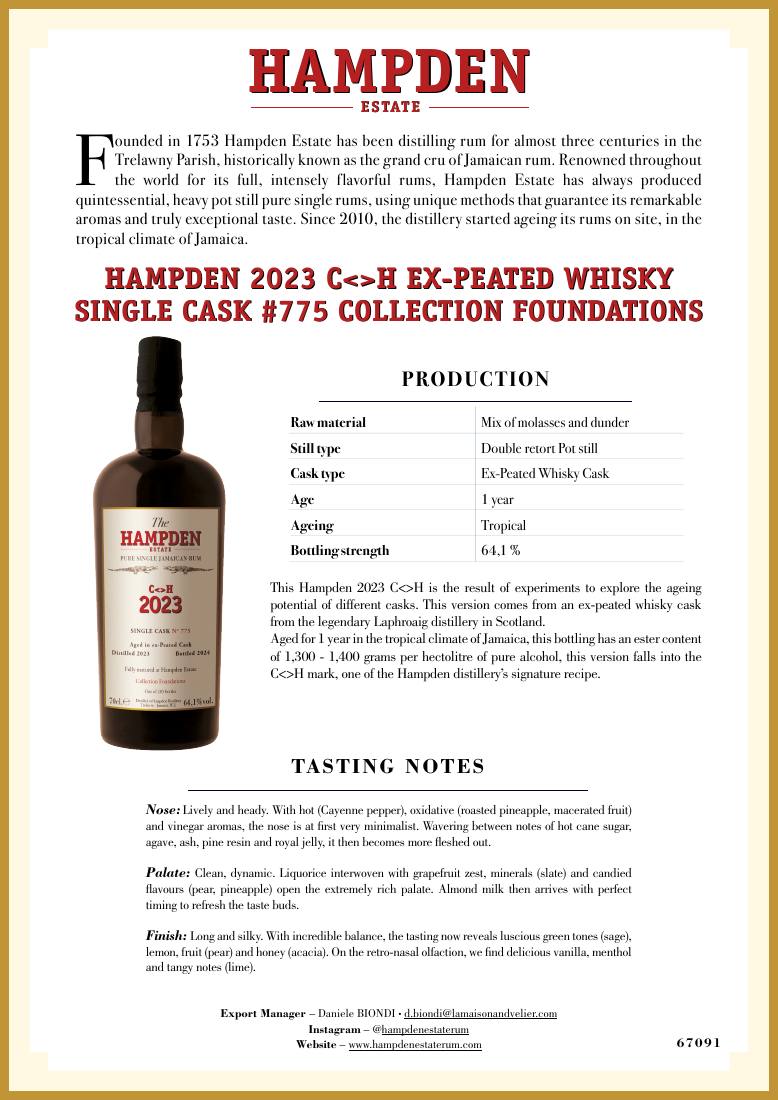 HAMPDEN
ESTATE
Founded in 1753 Hampden Estate has been distilling rum for almost three centuries in the
Trelawny Parish, historically known as the grand cru of Jamaican rum. Renowned throughout
the world for its full, intensely flavorful rums, Hampden Estate has always produced
quintessential, heavy pot still pure single rums, using unique methods that guarantee its remarkable
aromas and truly exceptional taste. Since 2010, the distillery started ageing its rums on site, in the
tropical climate of Jamaica.
HAMPDEN 2023 C<>H EX-PEATED WHISKY
SINGLE CASK #775 COLLECTION FOUNDATIONS
PRODUCTION
Raw material Mix of molasses and dunder
Still type Double retort Pot still
Cask type Ex-Peated Whisky Cask
Age 1 year
Ageing Tropical
Bottling strength 64,1 %
The
HAMPDEN
ESTATE
PURE SINGLE JAMAICAN RUM
C<>H
2023
SINGLE CASK N° 775
Aged in ex-Peated Cask
Distilled 2023 Bottled 2024
Fully matured at Hampden Estate
Collection Foundations
70cl 64.1%vol.
This Hampden 2023 C<>H is the result of experiments to explore the ageing
potential of different casks. This version comes from an ex-peated whisky cask
from the legendary Laphroaig distillery in Scotland.
Aged for 1 year in the tropical climate of Jamaica, this bottling has an ester content
of 1,300 - 1,400 grams per hectolitre of pure alcohol, this version falls into the
C<>H mark, one of the Hampden distillery's signature recipe.
TASTING NOTES
Nose: Lively and heady. With hot (Cayenne pepper), oxidative (roasted pineapple, macerated fruit)
and vinegar aromas, the nose is at first very minimalist. Wavering between notes of hot cane sugar,
agave, ash, pine resin and royal jelly, it then becomes more fleshed out.
Palate: Clean, dynamic. Liquorice interwoven with grapefruit zest, minerals (slate) and candied
flavours (pear, pineapple) open the extremely rich palate. Almond milk then arrives with perfect
timing to refresh the taste buds.
Finish: Long and silky. With incredible balance, the tasting now reveals luscious green tones (sage),
lemon, fruit (pear) and honey (acacia). On the retro-nasal olfaction, we find delicious vanilla, menthol
and tangy notes (lime).
Export Manager – Daniele BIONDI • d.biondi@lamaisonandvelier.com
Instagram – @hampdenestaterum
Website – www.hampdenestaterum.com
67091